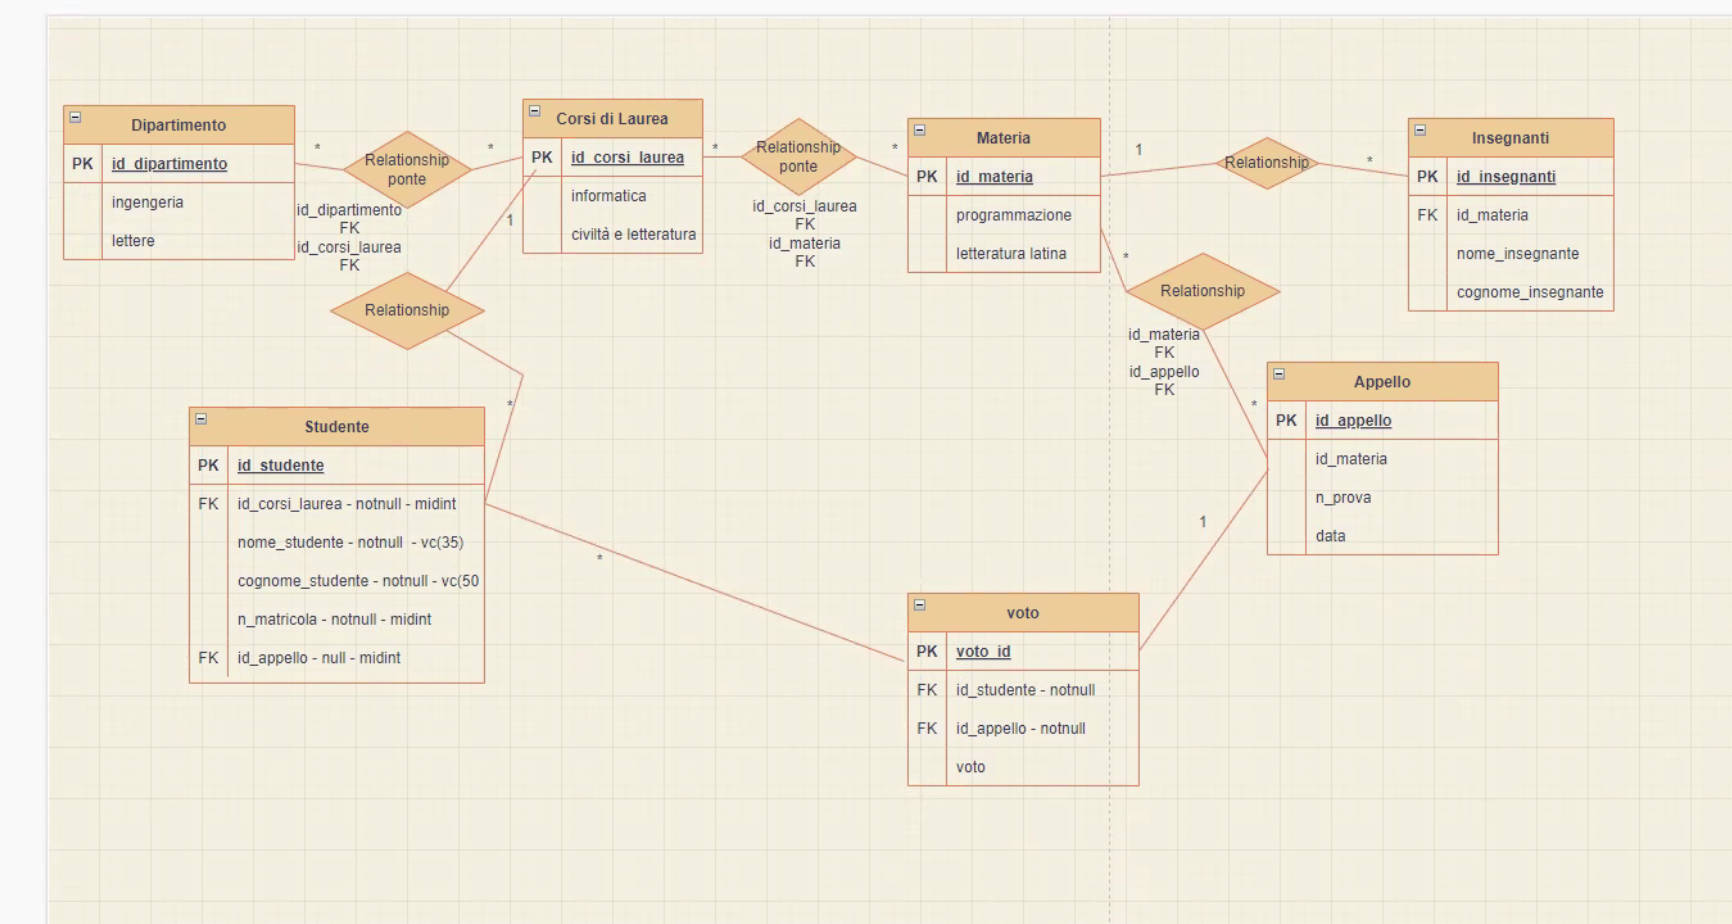 Dipartimento
PK id_dipartimento
ingengeria
lettere
*
Relationship
ponte
*
id_dipartimento
FK
id_corsi_laurea
FK
Corsi di Laurea
PK id_corsi_laurea
informatica
civiltà e letteratura
*
Relationship
ponte
*
id_corsi_laurea
FK
id_materia
FK
Materia
PK id_materia
programmazione
letteratura latina
1
Relationship
*
Insegnanti
PK id_insegnanti
FK id_materia
nome_insegnante
cognome_insegnante
1
Relationship
*
*
Relationship
id_materia
FK
id_appello
FK
*
Appello
PK id_appello
id_materia
n_prova
data
Studente
PK id_studente
FK id_corsi_laurea - notnull - midint
nome_studente - notnull - vc(35)
cognome_studente - notnull - vc(50
n_matricola - notnull - midint
FK id_appello - null - midint
*
1
voto
PK voto_id
FK id_studente - notnull
FK id_appello - notnull
voto